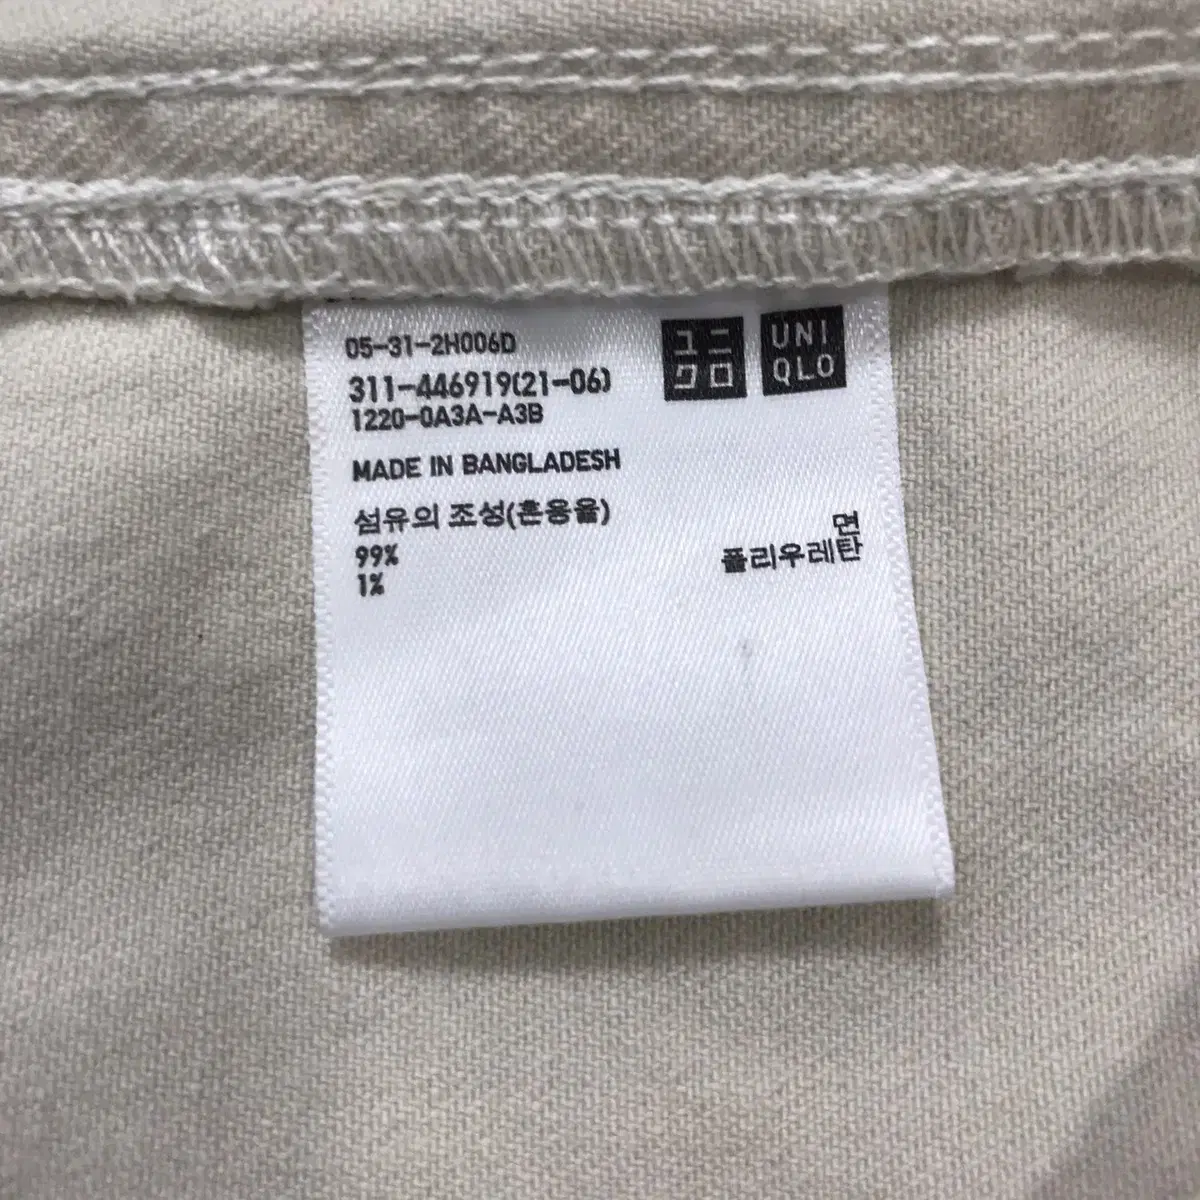 05-31-2H006D
311-446919(21-06)
1220-0A3A-A3B
ユニ
クロ
UNI
QLO
MADE IN BANGLADESH
섬유의 조성(혼용율)
99% 면
1% 폴리우레탄